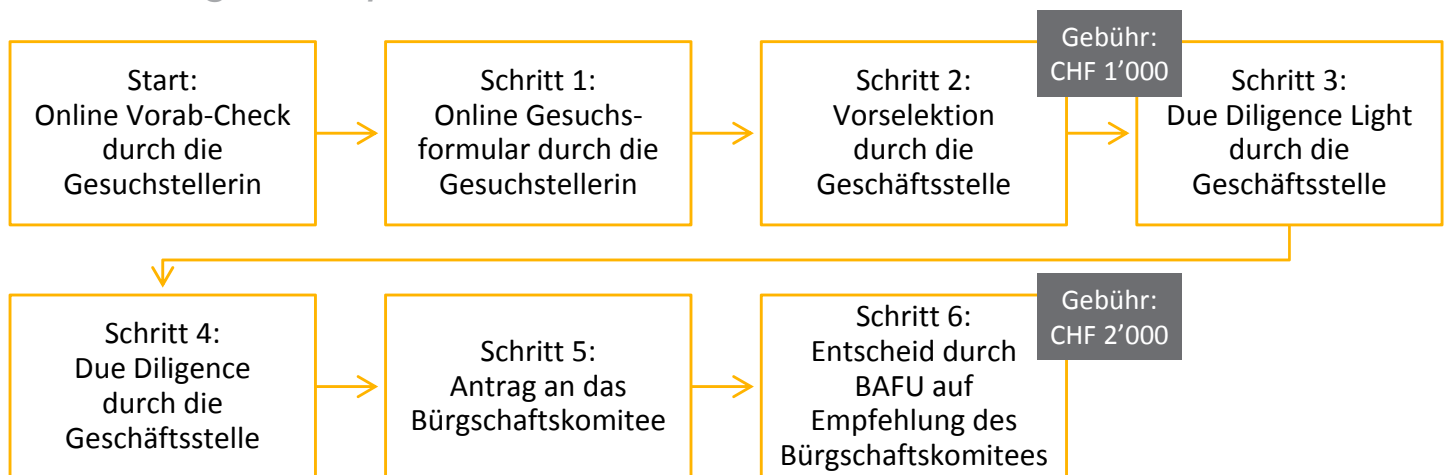 Start:
Online Vorab-Check
durch die
Gesuchstellerin
Schritt 1:
Online Gesuchs-
formular durch die
Gesuchstellerin
Schritt 2:
Vorselektion
durch die
Geschäftsstelle
Gebühr:
CHF 1’000
Schritt 3:
Due Diligence Light
durch die
Geschäftsstelle
Schritt 4:
Due Diligence
durch die
Geschäftsstelle
Schritt 5:
Antrag an das
Bürgschaftskomitee
Schritt 6:
Entscheid durch
BAFU auf
Empfehlung des
Bürgschaftskomitees
Gebühr:
CHF 2’000